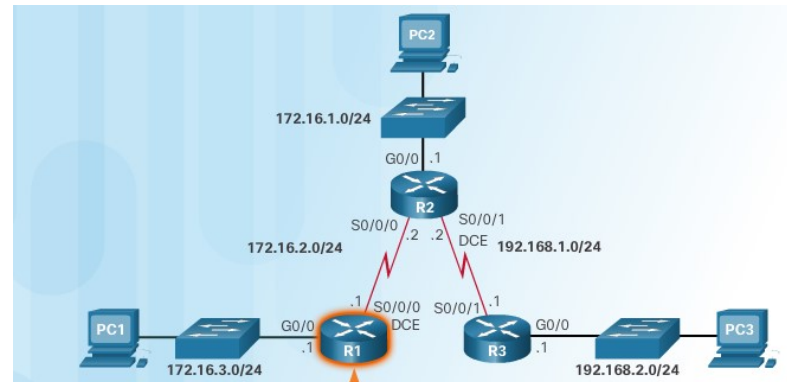 PC2
172.16.1.0/24
G0/0 .1
R2
S0/0/0 .2 .2 S0/0/1
DCE
172.16.2.0/24
192.168.1.0/24
.1 S0/0/0
DCE
S0/0/1 .1
PC1
G0/0
.1
R1
R3
G0/0
.1
PC3
172.16.3.0/24
192.168.2.0/24